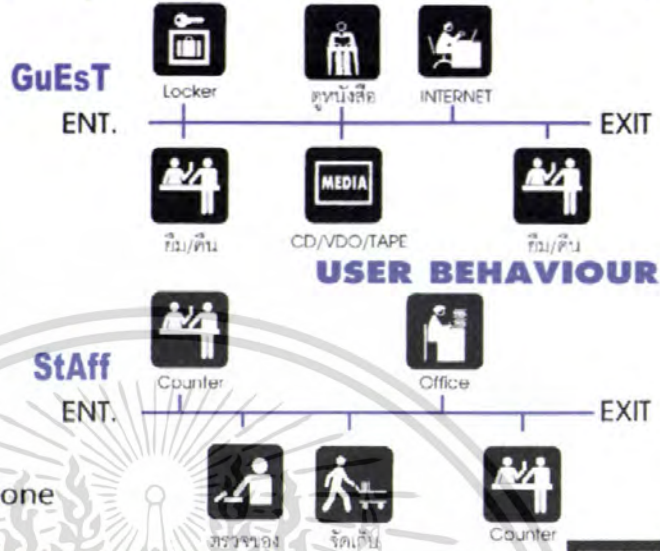 GuEsT
Locker
ตู้หนังสือ
INTERNET
ENT.
EXIT
MEDIA
ยืม/คืน
CD/VDO/TAPE
ยืม/คืน
USER BEHAVIOUR
StAff
Counter
Office
ENT.
EXIT
one
ตรวจของ
จัดเก็บ
Counter